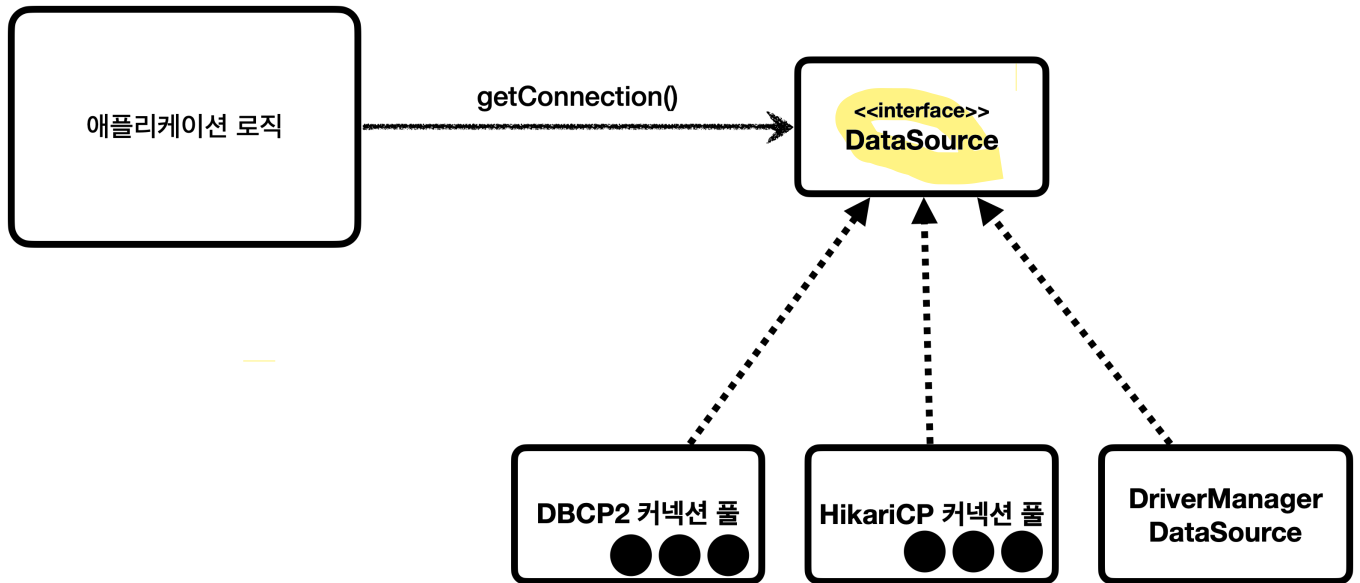 애플리케이션 로직
getConnection()
<<interface>>
DataSource
DBCP2 커넥션 풀
HikariCP 커넥션 풀
DriverManager
DataSource